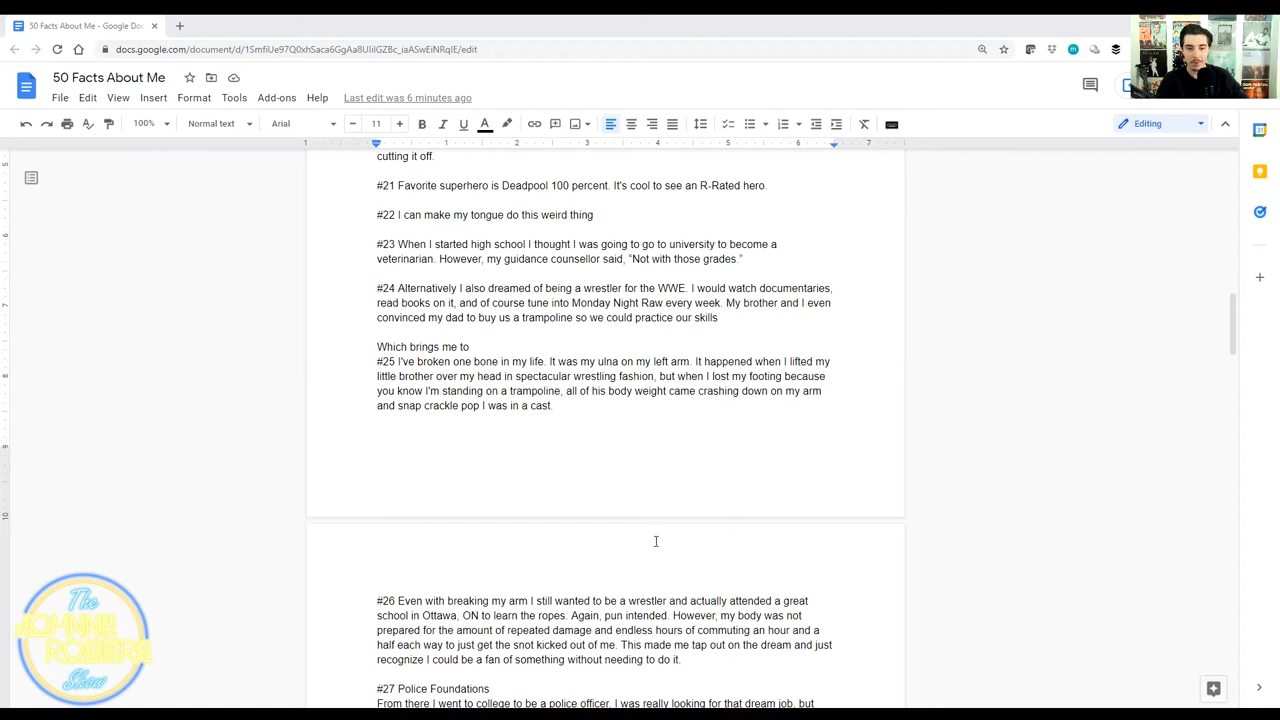 50 Facts About Me - Google Doc
docs.google.com/document/d/1SmfiUe97Q0xhSaca6GgAa8UIiIGZBc_iaASwEiNRqIE/edit
50 Facts About Me
File Edit View Insert Format Tools Add-ons Help Last edit was 6 minutes ago
100% Normal text Arial 11 Editing
1 1 2 3 4 5 6 7
cutting it off.
#21 Favorite superhero is Deadpool 100 percent. It's cool to see an R-Rated hero.
#22 I can make my tongue do this weird thing
#23 When I started high school I thought I was going to go to university to become a
veterinarian. However, my guidance counsellor said, “Not with those grades.”
#24 Alternatively I also dreamed of being a wrestler for the WWE. I would watch documentaries,
read books on it, and of course tune into Monday Night Raw every week. My brother and I even
convinced my dad to buy us a trampoline so we could practice our skills
Which brings me to
#25 I've broken one bone in my life. It was my ulna on my left arm. It happened when I lifted my
little brother over my head in spectacular wrestling fashion, but when I lost my footing because
you know I'm standing on a trampoline, all of his body weight came crashing down on my arm
and snap crackle pop I was in a cast.
#26 Even with breaking my arm I still wanted to be a wrestler and actually attended a great
school in Ottawa, ON to learn the ropes. Again, pun intended. However, my body was not
prepared for the amount of repeated damage and endless hours of commuting an hour and a
half each way to just get the snot kicked out of me. This made me tap out on the dream and just
recognize I could be a fan of something without needing to do it.
#27 Police Foundations
From there I went to college to be a police officer. I was really looking for that dream job, but
The
Show